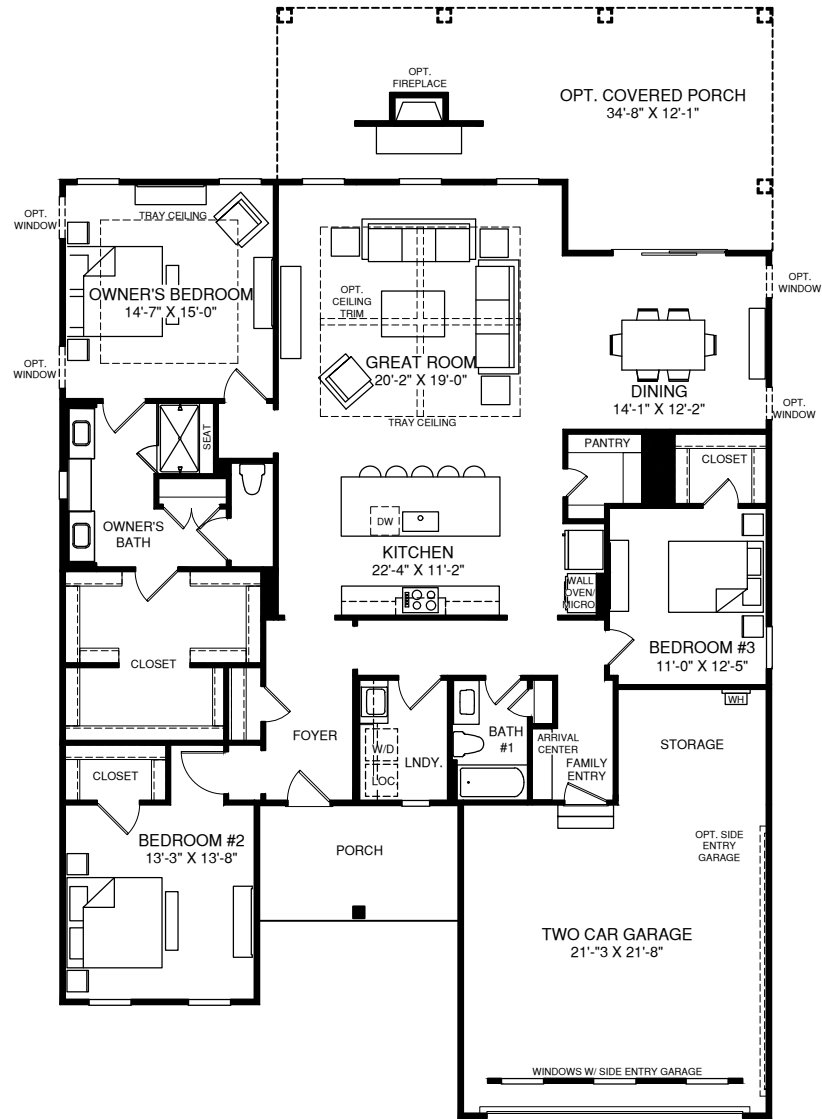 OPT.
FIREPLACE
OPT. COVERED PORCH
34'-8" X 12'-1"
OPT.
WINDOW
TRAY CEILING
OWNER'S BEDROOM
14'-7" X 15'-0"
OPT.
WINDOW
OPT.
CEILING
TRIM
GREAT ROOM
20'-2" X 19'-0"
TRAY CEILING
OPT.
WINDOW
DINING
14'-1" X 12'-2"
OPT.
WINDOW
SEAT
PANTRY
CLOSET
OWNER'S
BATH
DW
KITCHEN
22'-4" X 11'-2"
WALL
OVEN/
MICRO
BEDROOM #3
11'-0" X 12'-5"
CLOSET
WH
FOYER
W/D
LOC
LNDY.
BATH
#1
ARRIVAL
CENTER
FAMILY
ENTRY
STORAGE
CLOSET
BEDROOM #2
13'-3" X 13'-8"
PORCH
OPT. SIDE
ENTRY
GARAGE
TWO CAR GARAGE
21'-"3 X 21'-8"
WINDOWS W/ SIDE ENTRY GARAGE